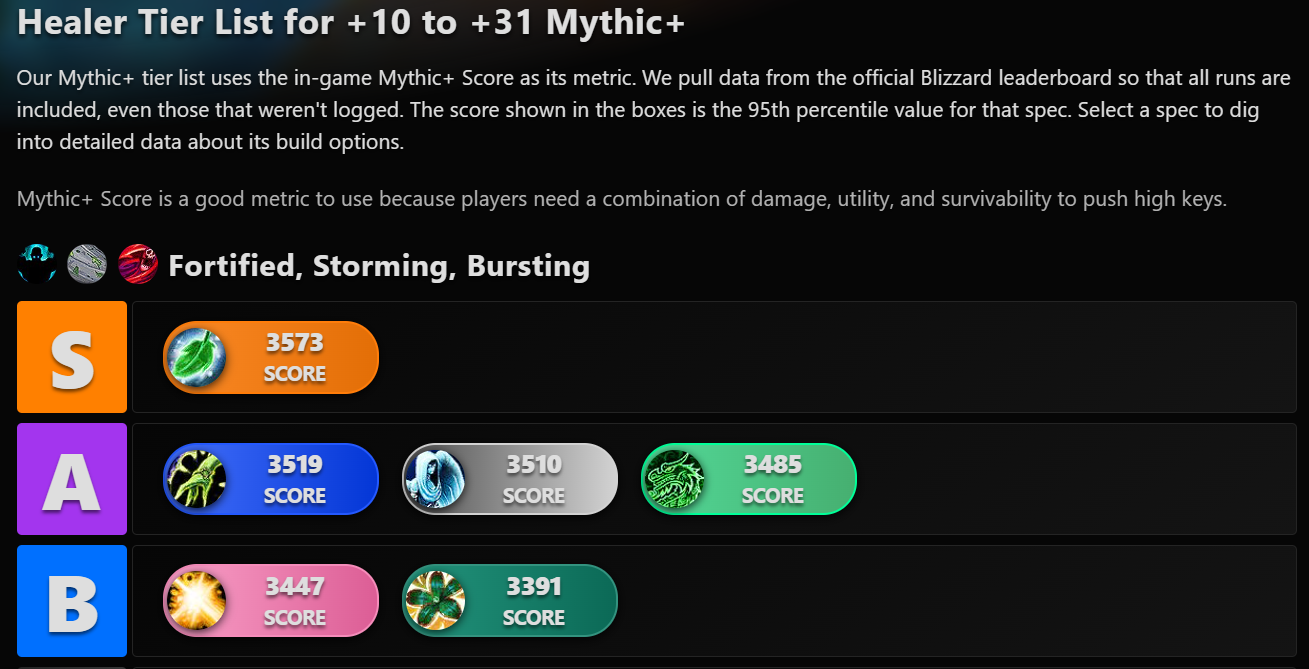 Healer Tier List for +10 to +31 Mythic+
Our Mythic+ tier list uses the in-game Mythic+ Score as its metric. We pull data from the official Blizzard leaderboard so that all runs are
included, even those that weren't logged. The score shown in the boxes is the 95th percentile value for that spec. Select a spec to dig
into detailed data about its build options.
Mythic+ Score is a good metric to use because players need a combination of damage, utility, and survivability to push high keys.
Fortified, Storming, Bursting
S
3573
SCORE
A
3519
SCORE
3510
SCORE
3485
SCORE
B
3447
SCORE
3391
SCORE